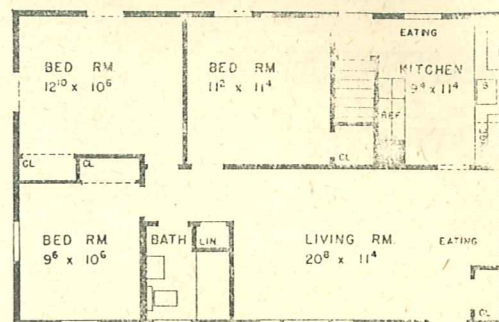 EATING
BED RM.
12¹⁰ x 10⁶
BED RM.
11² x 11⁴
KITCHEN
9⁴ x 11⁴
REF
S
CL
CL
CL
BED RM.
9⁶ x 10⁶
BATH
LIN.
LIVING RM.
20⁸ x 11⁴
EATING
CL